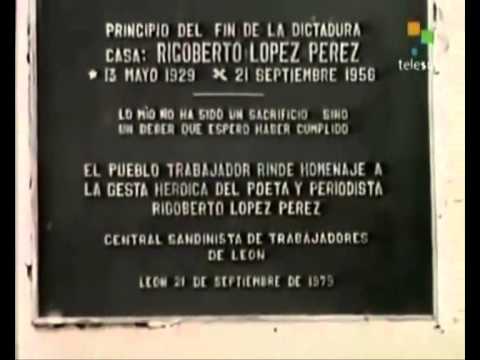 PRINCIPIO DEL FIN DE LA DICTADURA
CASA: RIGOBERTO LOPEZ PEREZ
* 13 MAYO 1929 ✕ 21 SEPTIEMBRE 1956
LO MIO NO HA SIDO UN SACRIFICIO SINO
UN DEBER QUE ESPERO HABER CUMPLIDO
EL PUEBLO TRABAJADOR RINDE HOMENAJE A
LA GESTA HEROICA DEL POETA Y PERIODISTA
RIGOBERTO LOPEZ PEREZ
CENTRAL SANDINISTA DE TRABAJADORES
DE LEON
LEON 21 DE SEPTIEMBRE DE 1979
telesur